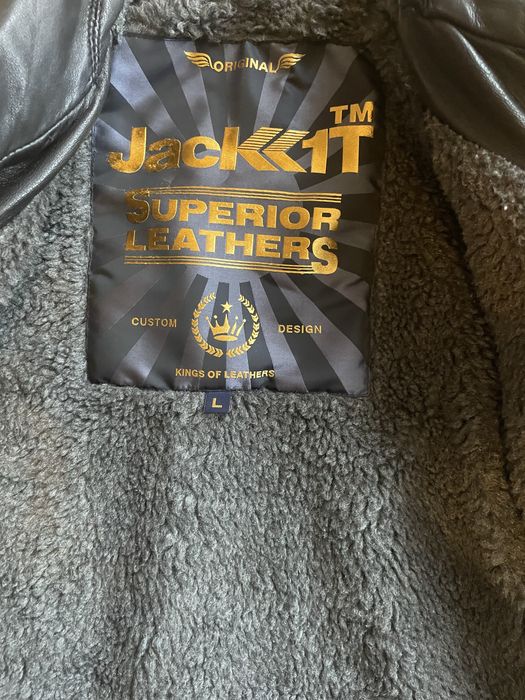 ORIGINAL
Jack1T™
SUPERIOR
LEATHERS
CUSTOM DESIGN
KINGS OF LEATHERS
L